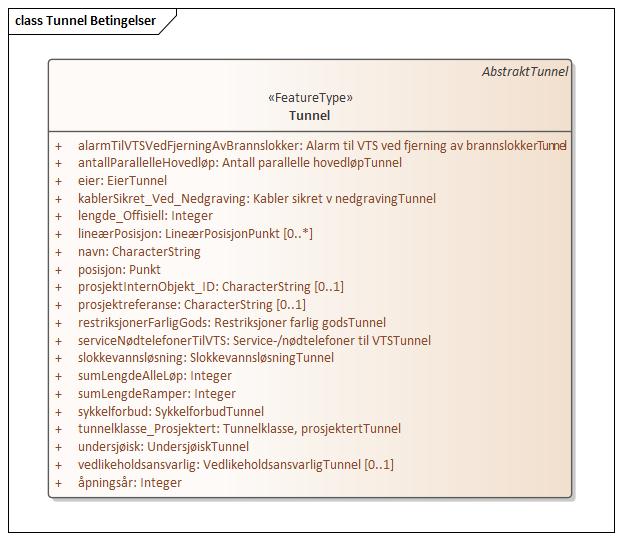 class Tunnel Betingelser
AbstraktTunnel
«FeatureType»
Tunnel
+ alarmTilVTSVedFjerningAvBrannslokker: Alarm til VTS ved fjerning av brannslokkerTunnel
+ antallParallelleHovedløp: Antall parallelle hovedløpTunnel
+ eier: EierTunnel
+ kablerSikret_Ved_Nedgraving: Kabler sikret v nedgravingTunnel
+ lengde_Offisiell: Integer
+ lineærPosisjon: LineærPosisjonPunkt [0..*]
+ navn: CharacterString
+ posisjon: Punkt
+ prosjektInternObjekt_ID: CharacterString [0..1]
+ prosjektreferanse: CharacterString [0..1]
+ restriksjonerFarligGods: Restriksjoner farlig godsTunnel
+ serviceNødtelefonerTilVTS: Service-/nødtelefoner til VTSTunnel
+ slokkevannsløsning: SlokkevannsløsningTunnel
+ sumLengdeAlleLøp: Integer
+ sumLengdeRamper: Integer
+ sykkelforbud: SykkelforbudTunnel
+ tunnelklasse_Prosjektert: Tunnelklasse, prosjektertTunnel
+ undersjøisk: UndersjøiskTunnel
+ vedlikeholdsansvarlig: VedlikeholdsansvarligTunnel [0..1]
+ åpningsår: Integer